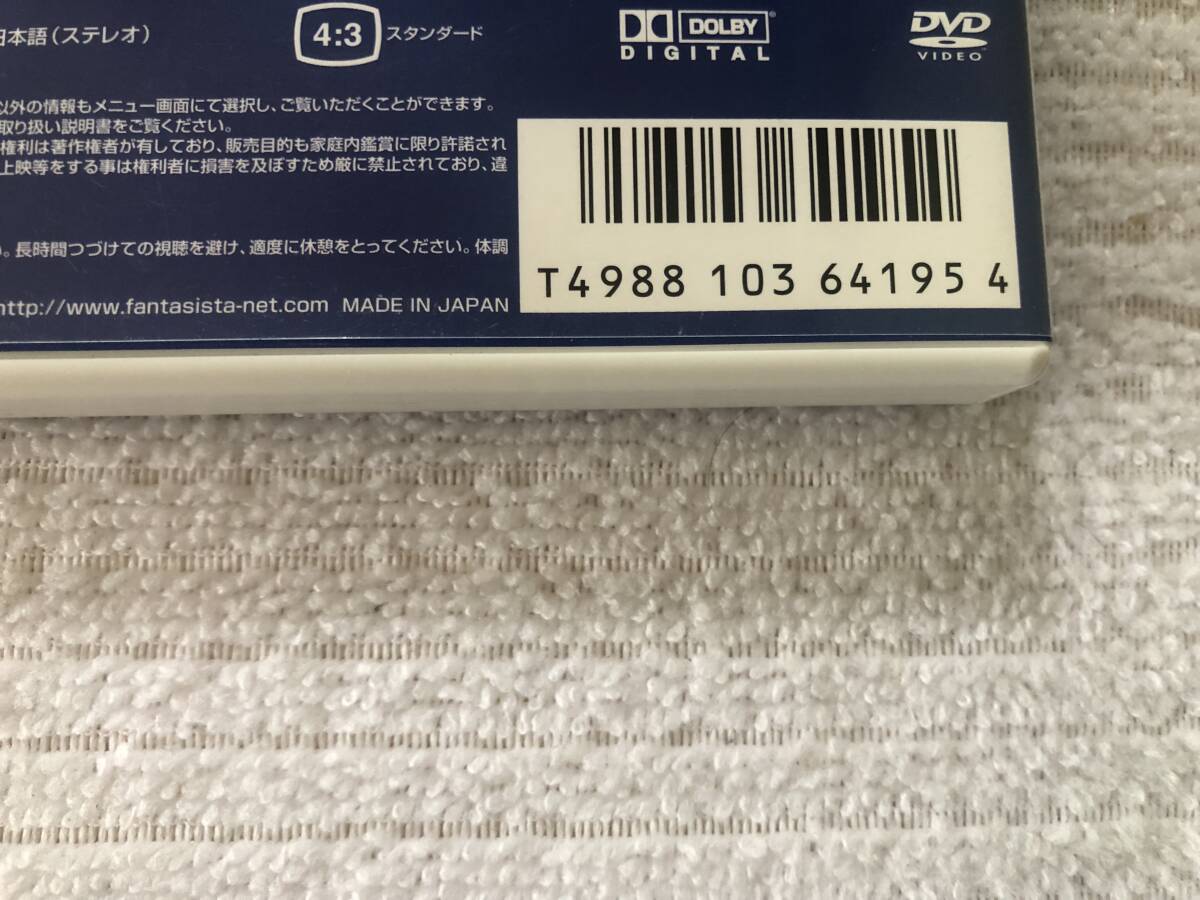 日本語(ステレオ)
4:3 スタンダード
DOLBY
DIGITAL
DVD
VIDEO
以外の情報もメニュー画面にて選択し、ご覧いただくことができます。
取り扱い説明書をご覧ください。
権利は著作権者が有しており、販売目的も家庭内鑑賞に限り許諾され
上映等をする事は権利者に損害を及ぼすため厳に禁止されており、違
い。長時間つづけての視聴を避け、適度に休憩をとってください。体調
http://www.fantasista-net.com MADE IN JAPAN
T4988 103 64195 4